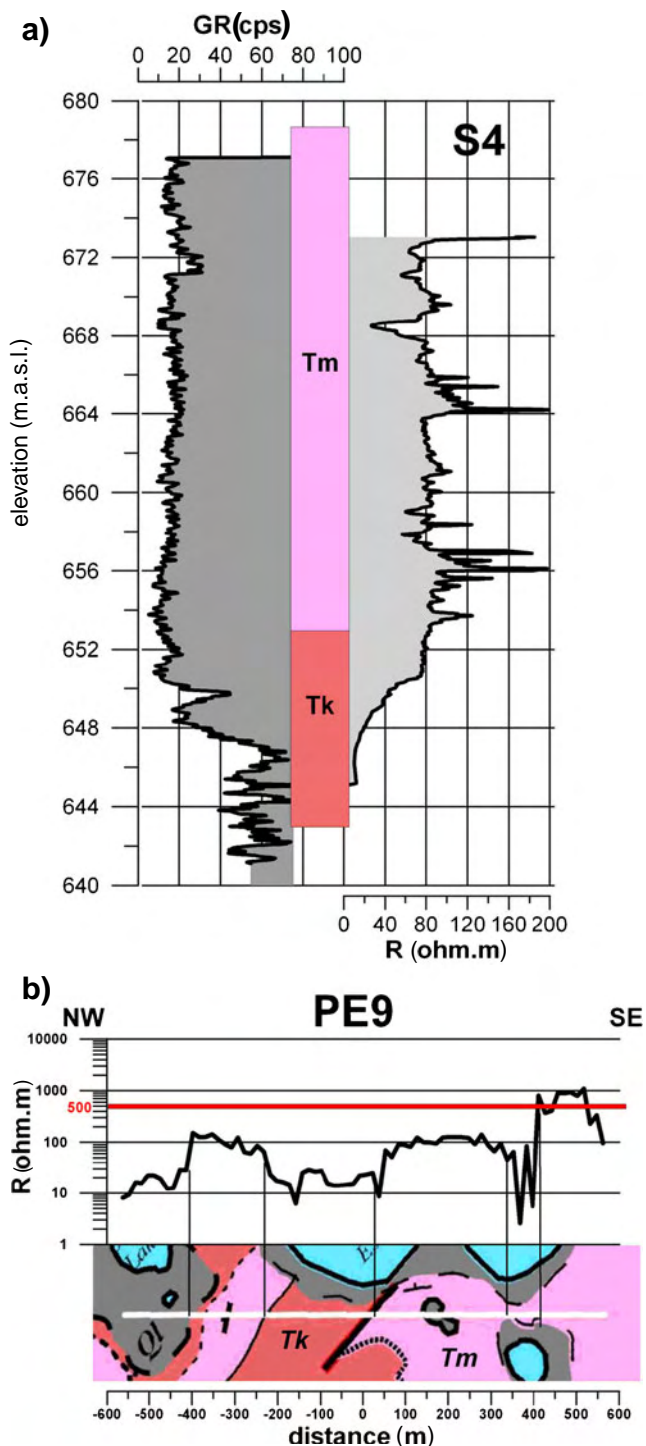 a)
GR(cps)
0 20 40 60 80 100
680
S4
676
672
668
Tm
664
660
656
652
Tk
648
644
640
elevation (m.a.s.l.)
0 40 80 120 160 200
R (ohm.m)
b)
NW PE9 SE
10000
1000
500
100
10
1
R (ohm.m)
Ql Tk Tm
-600 -500 -400 -300 -200 -100 0 100 200 300 400 500 600
distance (m)